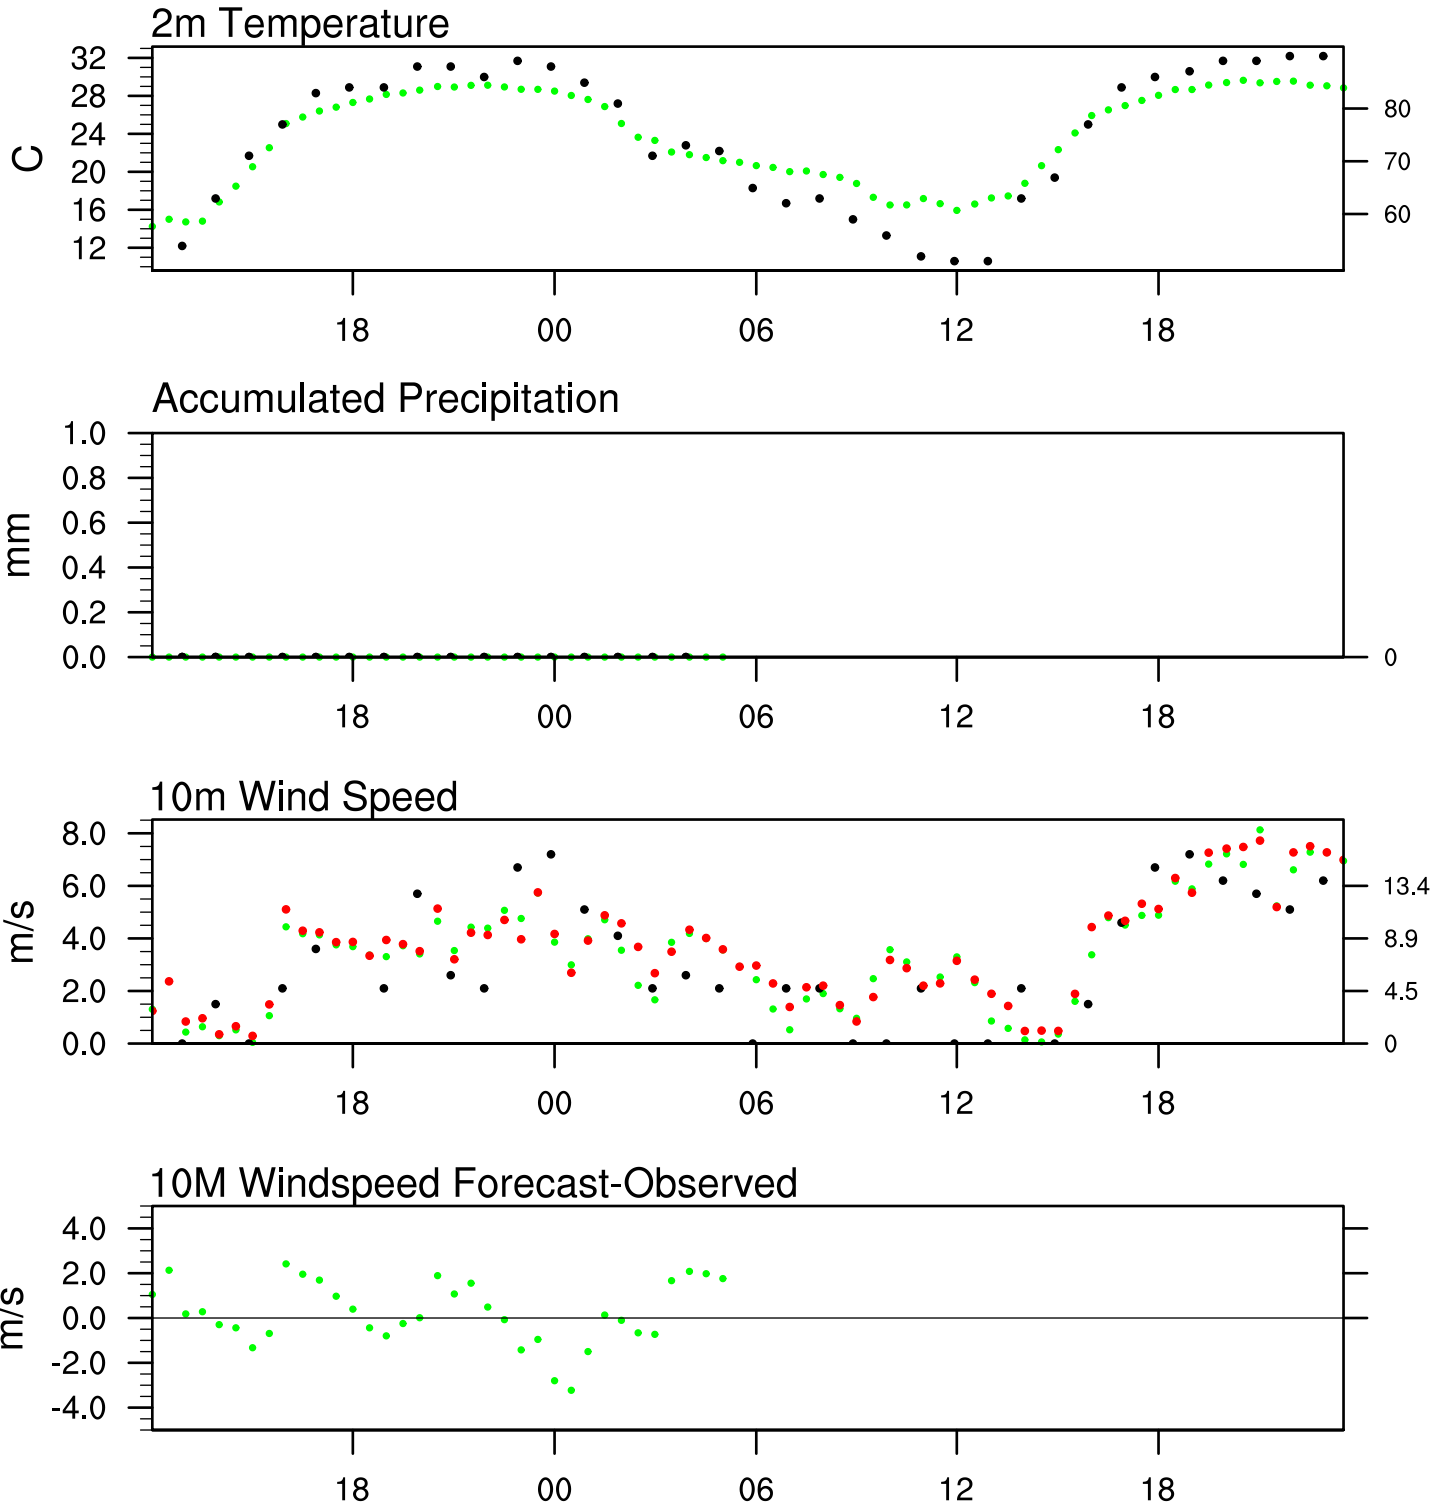 2m Temperature
32
28
24
20
16
12
C
80
70
60
18 00 06 12 18
Accumulated Precipitation
1.0
0.8
0.6
0.4
0.2
0.0
mm
0
18 00 06 12 18
10m Wind Speed
8.0
6.0
4.0
2.0
0.0
m/s
13.4
8.9
4.5
0
18 00 06 12 18
10M Windspeed Forecast-Observed
4.0
2.0
0.0
-2.0
-4.0
m/s
18 00 06 12 18